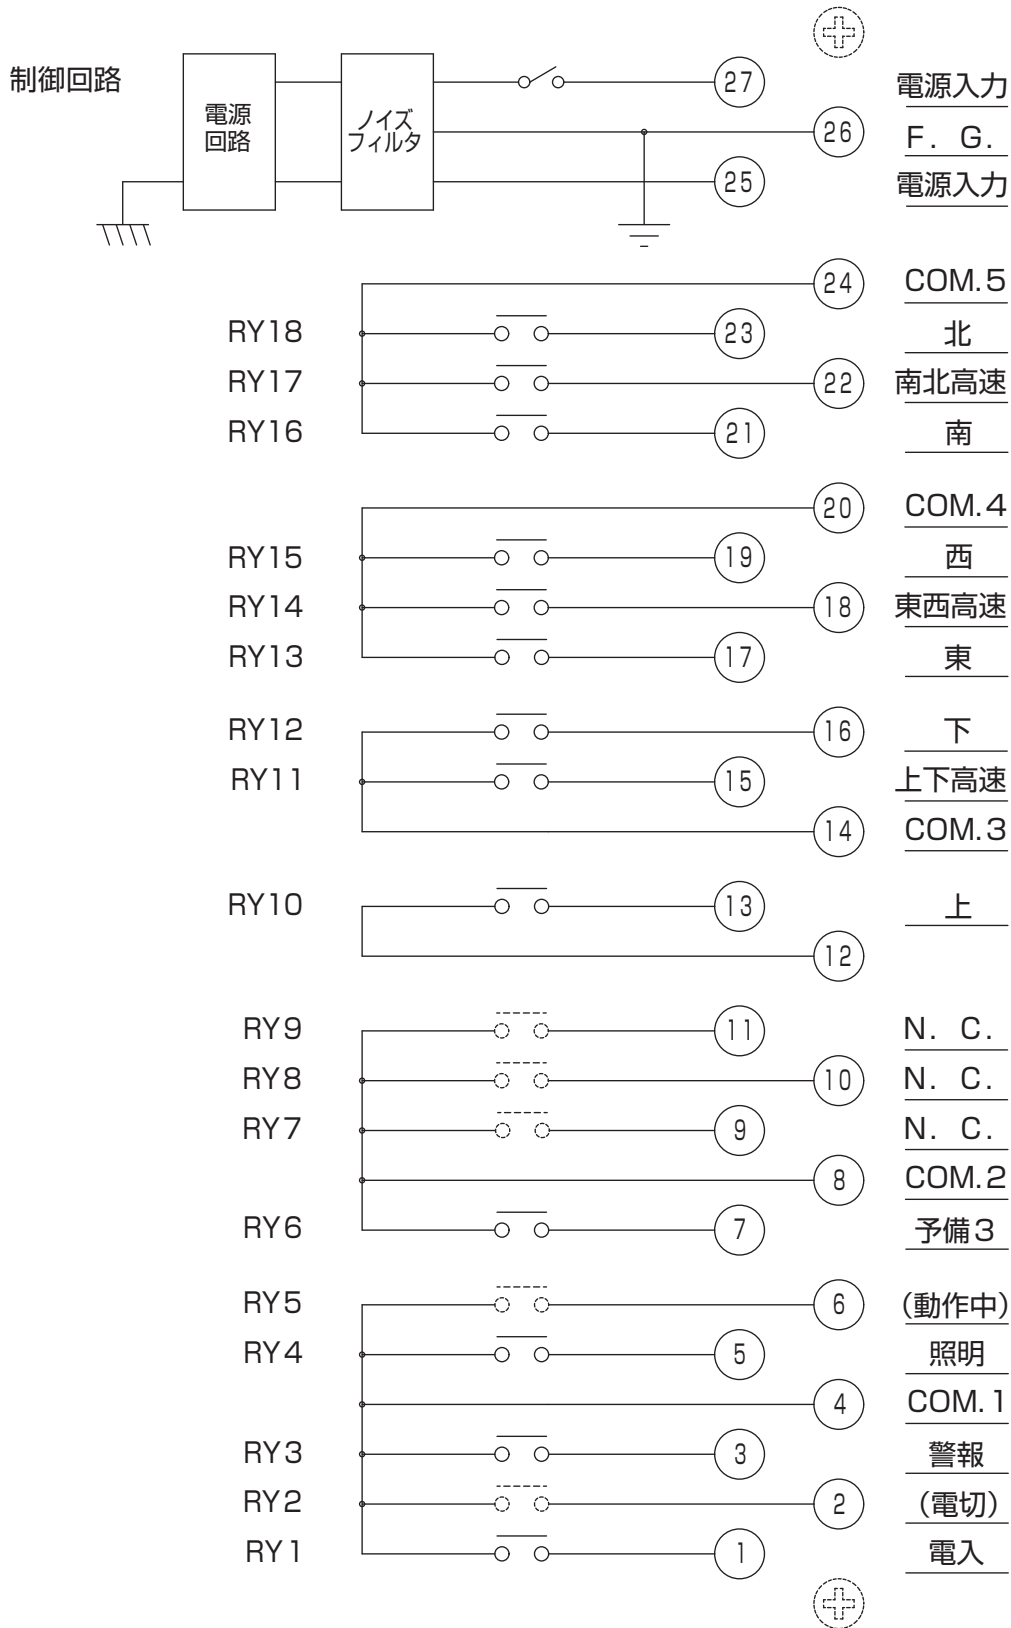 制御回路
電源
回路
ノイズ
フィルタ
27 電源入力
26 F. G.
25 電源入力
24 COM.5
RY18 23 北
RY17 22 南北高速
RY16 21 南
20 COM.4
RY15 19 西
RY14 18 東西高速
RY13 17 東
RY12 16 下
RY11 15 上下高速
14 COM.3
RY10 13 上
12
RY9 11 N. C.
RY8 10 N. C.
RY7 9 N. C.
8 COM.2
RY6 7 予備3
RY5 6 (動作中)
RY4 5 照明
4 COM.1
RY3 3 警報
RY2 2 (電切)
RY1 1 電入